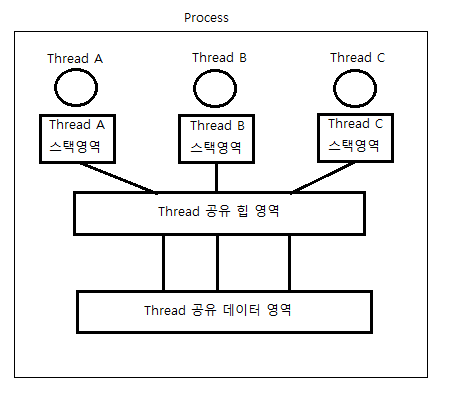 Process
Thread A
Thread B
Thread C
Thread A
스택영역
Thread B
스택영역
Thread C
스택영역
Thread 공유 힙 영역
Thread 공유 데이터 영역